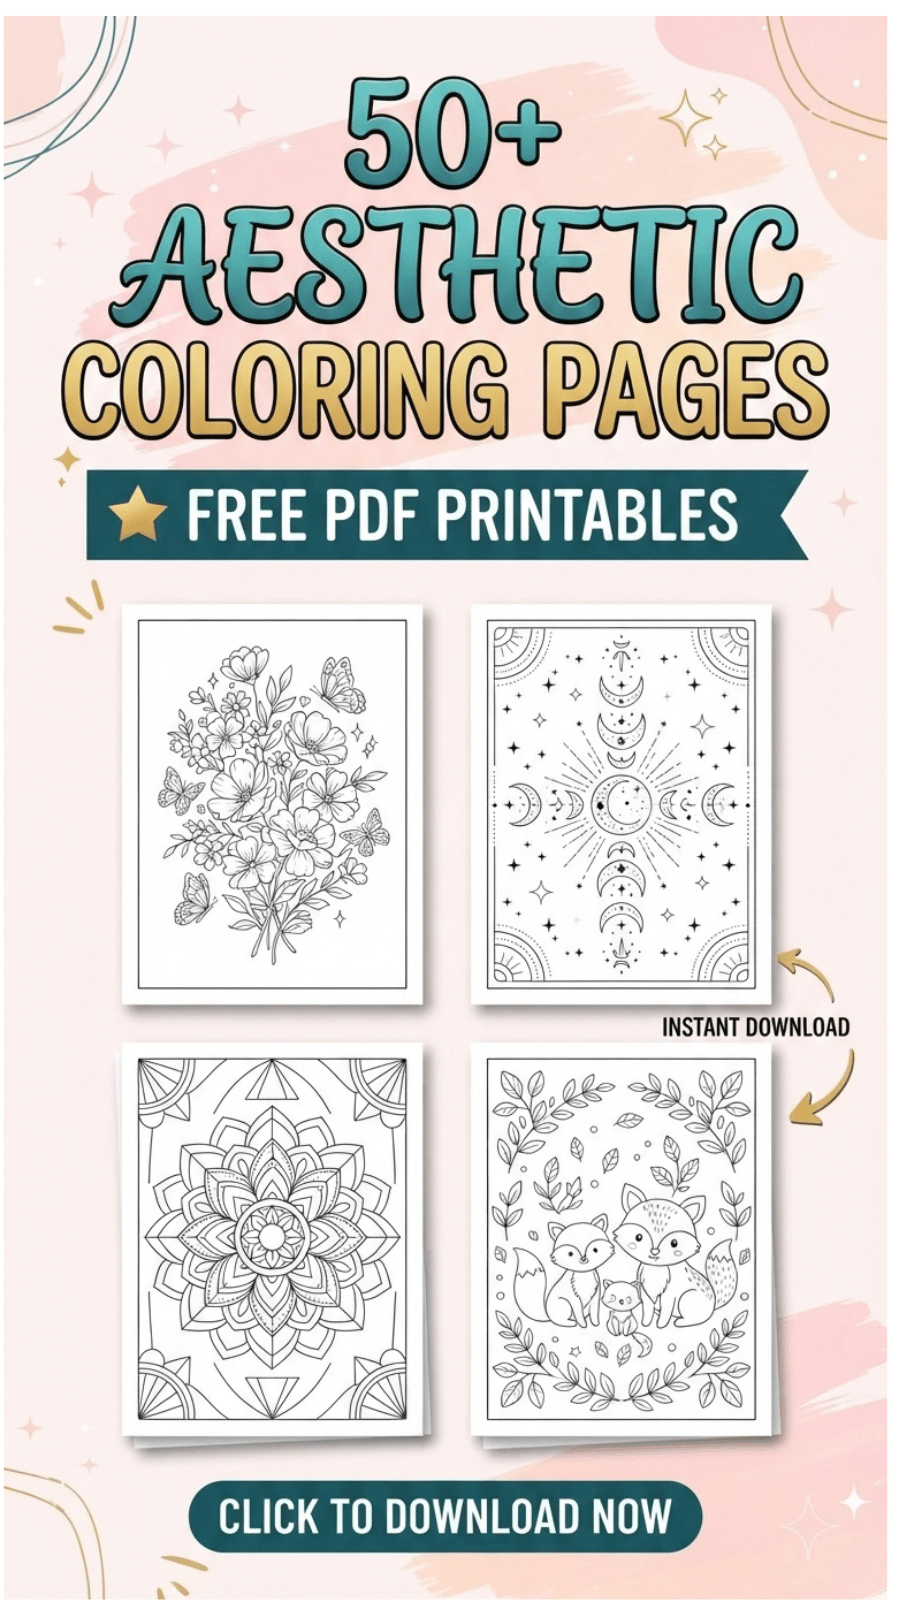 50+
AESTHETIC
COLORING PAGES
FREE PDF PRINTABLES
INSTANT DOWNLOAD
CLICK TO DOWNLOAD NOW